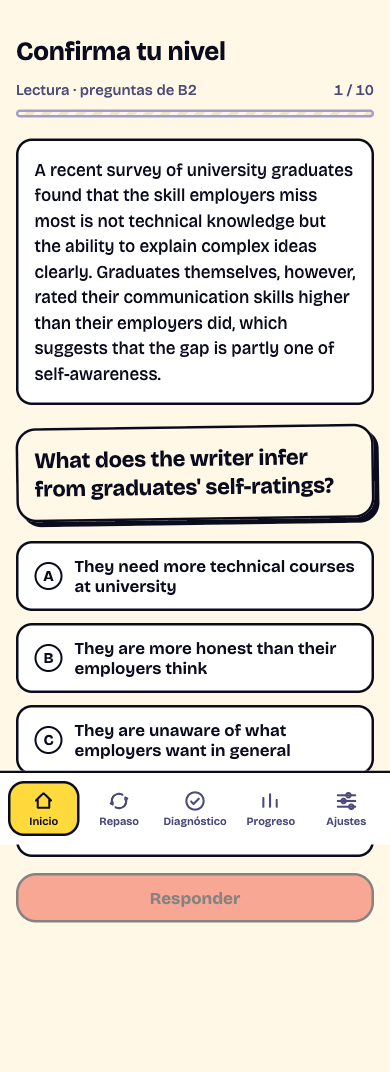 Confirma tu nivel
Lectura · preguntas de B2
1 / 10
A recent survey of university graduates
found that the skill employers miss
most is not technical knowledge but
the ability to explain complex ideas
clearly. Graduates themselves, however,
rated their communication skills higher
than their employers did, which
suggests that the gap is partly one of
self-awareness.
What does the writer infer
from graduates' self-ratings?
A
They need more technical courses
at university
B
They are more honest than their
employers think
C
They are unaware of what
employers want in general
Inicio
Repaso
Diagnóstico
Progreso
Ajustes
Responder